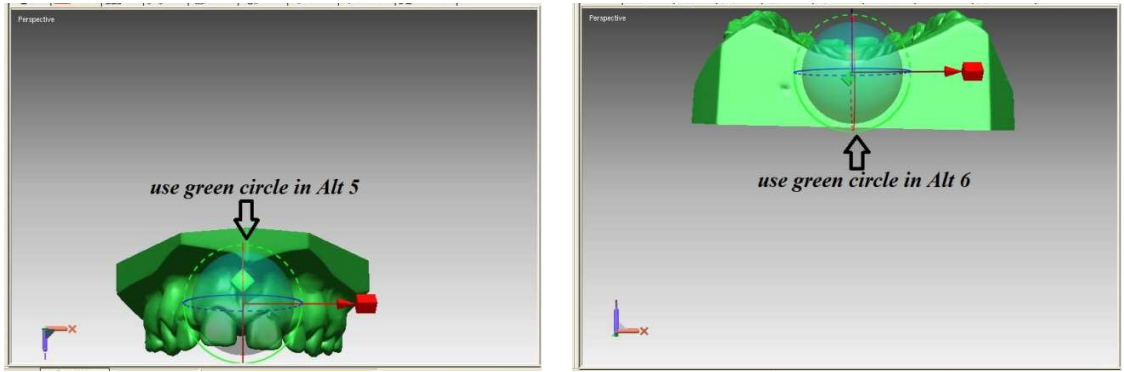 Perspective
use green circle in Alt 5
X
Perspective
use green circle in Alt 6
X